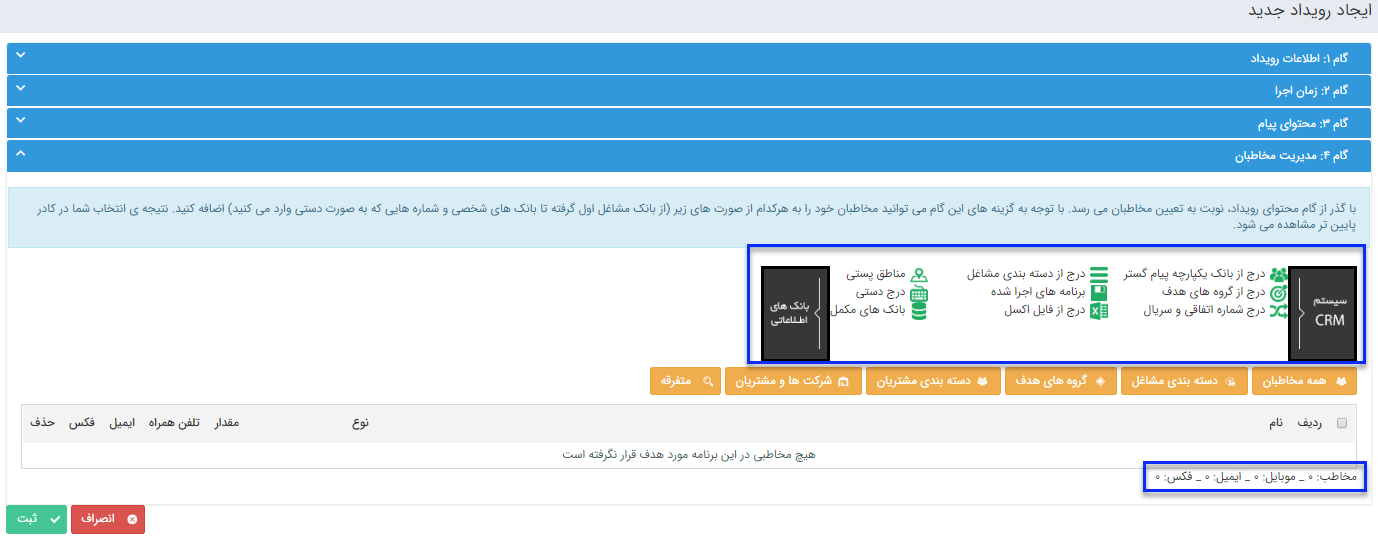 ایجاد رویداد جدید
گام ۱: اطلاعات رویداد
گام ۲: زمان اجرا
گام ۳: محتوای پیام
گام ۴: مدیریت مخاطبان
با گذر از گام محتوای رویداد، نوبت به تعیین مخاطبان می رسد. با توجه به گزینه های این گام می توانید مخاطبان خود را به هرکدام از صورت های زیر (از بانک مشاغل اول گرفته تا بانک های شخصی و شماره هایی که به صورت دستی وارد می کنید) اضافه کنید. نتیجه ی انتخاب شما در کادر
پایین تر مشاهده می شود.
سیستم
CRM
درج از بانک یکپارچه پیام گستر
درج از گروه های هدف
درج شماره اتفاقی و سریال
درج از دسته بندی مشاغل
برنامه های اجرا شده
درج از فایل اکسل
مناطق پستی
درج دستی
بانک های مکمل
بانک های
اطلاعاتی
همه مخاطبان
دسته بندی مشاغل
گروه های هدف
دسته بندی مشتریان
شرکت ها و مشتریان
متفرقه
ردیف نام نوع مقدار تلفن همراه ایمیل فکس حذف
هیچ مخاطبی در این برنامه مورد هدف قرار نگرفته است
مخاطب: ۰ _ موبایل: ۰ _ ایمیل: ۰ _ فکس: ۰
انصراف
ثبت